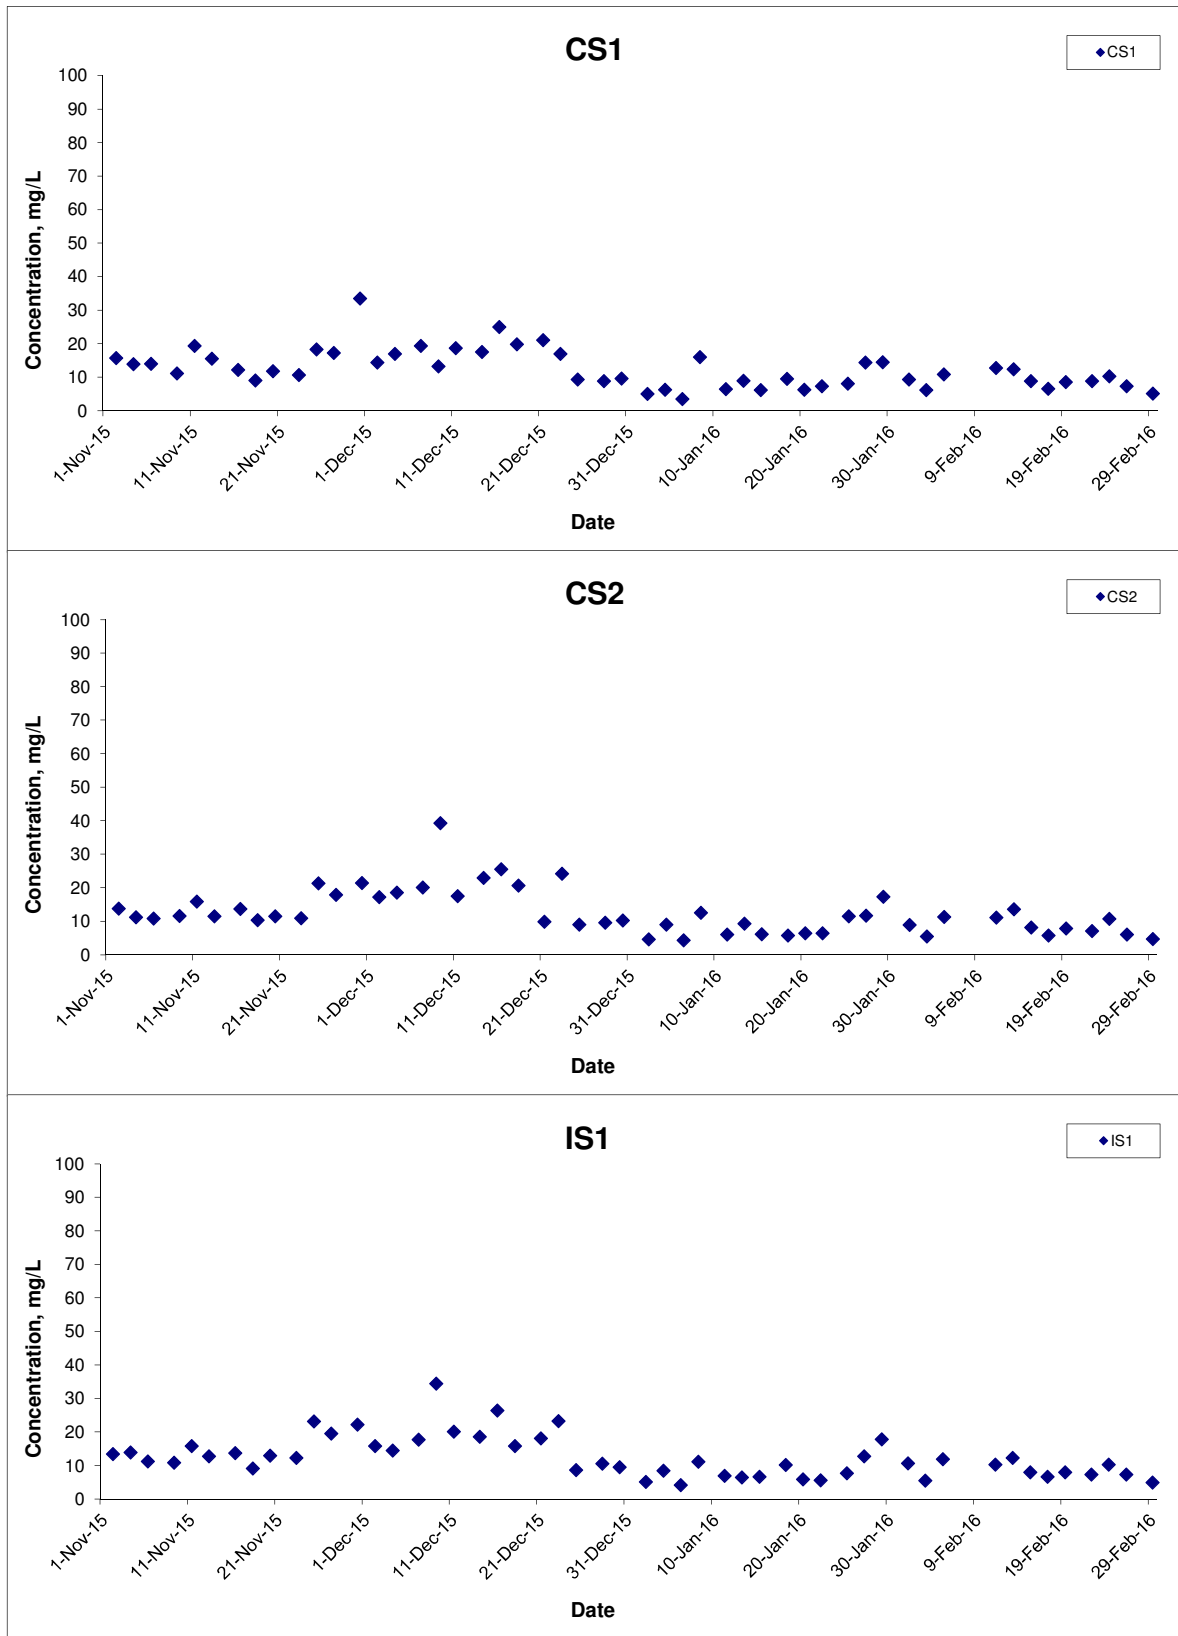 CS1
CS1
100
90
80
70
60
50
40
30
20
10
0
Concentration, mg/L
1-Nov-15
11-Nov-15
21-Nov-15
1-Dec-15
11-Dec-15
21-Dec-15
31-Dec-15
10-Jan-16
20-Jan-16
30-Jan-16
9-Feb-16
19-Feb-16
29-Feb-16
Date
CS2
CS2
100
90
80
70
60
50
40
30
20
10
0
Concentration, mg/L
1-Nov-15
11-Nov-15
21-Nov-15
1-Dec-15
11-Dec-15
21-Dec-15
31-Dec-15
10-Jan-16
20-Jan-16
30-Jan-16
9-Feb-16
19-Feb-16
29-Feb-16
Date
IS1
IS1
100
90
80
70
60
50
40
30
20
10
0
Concentration, mg/L
1-Nov-15
11-Nov-15
21-Nov-15
1-Dec-15
11-Dec-15
21-Dec-15
31-Dec-15
10-Jan-16
20-Jan-16
30-Jan-16
9-Feb-16
19-Feb-16
29-Feb-16
Date